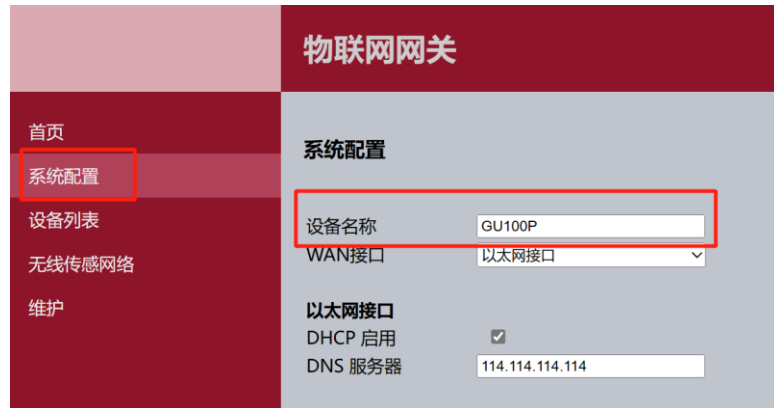 物联网网关
首页
系统配置
设备列表
无线传感网络
维护
系统配置
设备名称 GU100P
WAN接口 以太网接口
以太网接口
DHCP 启用
DNS 服务器 114.114.114.114